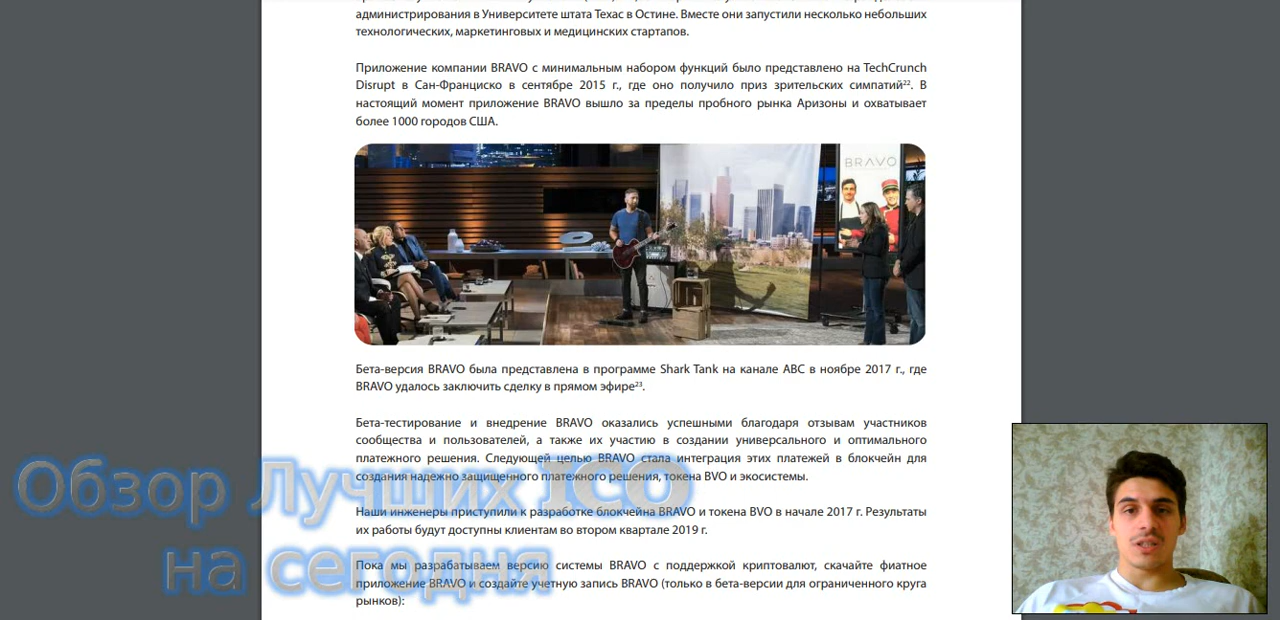 администрирования в Университете штата Техас в Остине. Вместе они запустили несколько небольших
технологических, маркетинговых и медицинских стартапов.
Приложение компании BRAVO с минимальным набором функций было представлено на TechCrunch
Disrupt в Сан-Франциско в сентябре 2015 г., где оно получило приз зрительских симпатий²². В
настоящий момент приложение BRAVO вышло за пределы пробного рынка Аризоны и охватывает
более 1000 городов США.
BRAVO
Бета-версия BRAVO была представлена в программе Shark Tank на канале ABC в ноябре 2017 г., где
BRAVO удалось заключить сделку в прямом эфире²³.
Бета-тестирование и внедрение BRAVO оказались успешными благодаря отзывам участников
сообщества и пользователей, а также их участию в создании универсального и оптимального
платежного решения. Следующей целью BRAVO стала интеграция этих платежей в блокчейн для
создания надежно защищенного платежного решения, токена BVO и экосистемы.
Наши инженеры приступили к разработке блокчейна BRAVO и токена BVO в начале 2017 г. Результаты
их работы будут доступны клиентам во втором квартале 2019 г.
Пока мы разрабатываем версию системы BRAVO с поддержкой криптовалют, скачайте фиатное
приложение BRAVO и создайте учетную запись BRAVO (только в бета-версии для ограниченного круга
рынков):
Обзор Лучших ICO
на сегодня